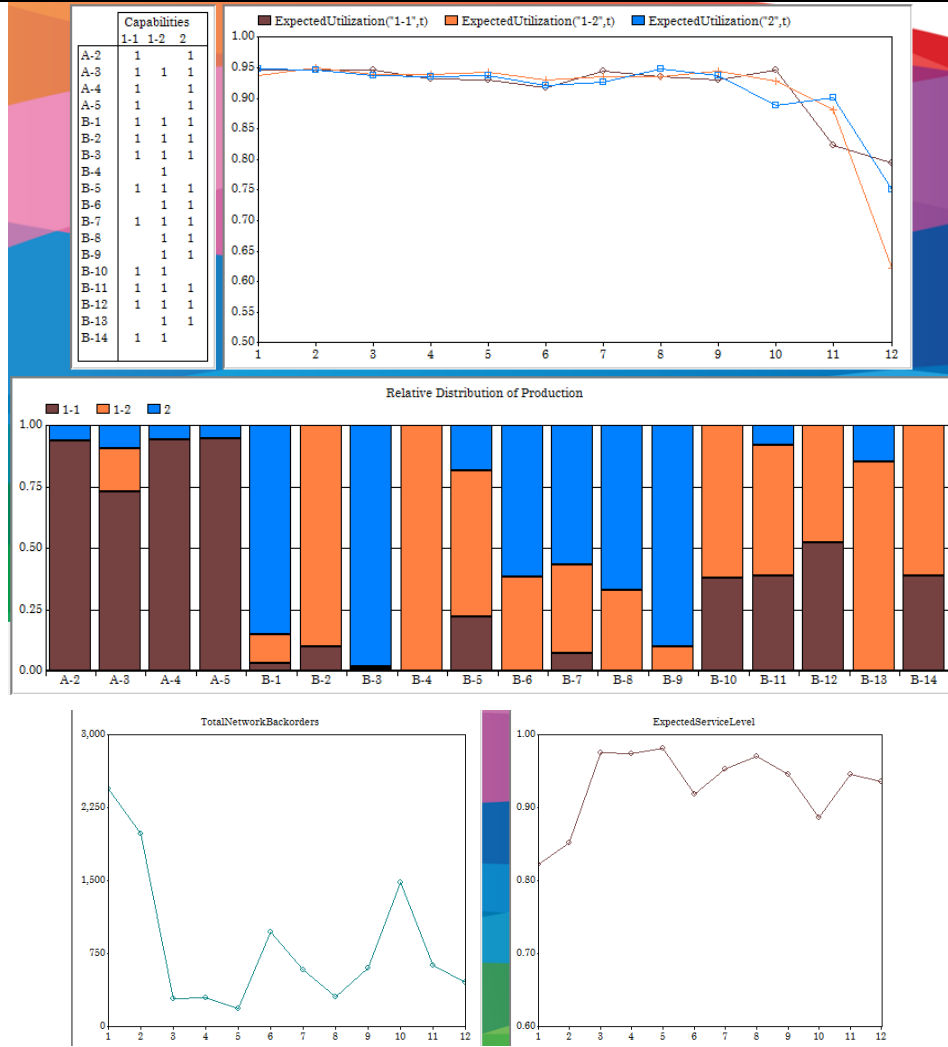 Capabilities
1-1 1-2 2
A-2 1 1
A-3 1 1 1
A-4 1 1
A-5 1 1
B-1 1 1 1
B-2 1 1 1
B-3 1 1 1
B-4 1
B-5 1 1 1
B-6 1 1
B-7 1 1 1
B-8 1 1
B-9 1 1
B-10 1 1
B-11 1 1 1
B-12 1 1 1
B-13 1 1
B-14 1 1
ExpectedUtilization("1-1",t) ExpectedUtilization("1-2",t) ExpectedUtilization("2",t)
1.00
0.95
0.90
0.85
0.80
0.75
0.70
0.65
0.60
0.55
0.50
1 2 3 4 5 6 7 8 9 10 11 12
Relative Distribution of Production
1-1 1-2 2
1.00
0.75
0.50
0.25
0.00
A-2 A-3 A-4 A-5 B-1 B-2 B-3 B-4 B-5 B-6 B-7 B-8 B-9 B-10 B-11 B-12 B-13 B-14
TotalNetworkBackorders
3,000
2,250
1,500
750
0
1 2 3 4 5 6 7 8 9 10 11 12
ExpectedServiceLevel
1.00
0.90
0.80
0.70
0.60
1 2 3 4 5 6 7 8 9 10 11 12